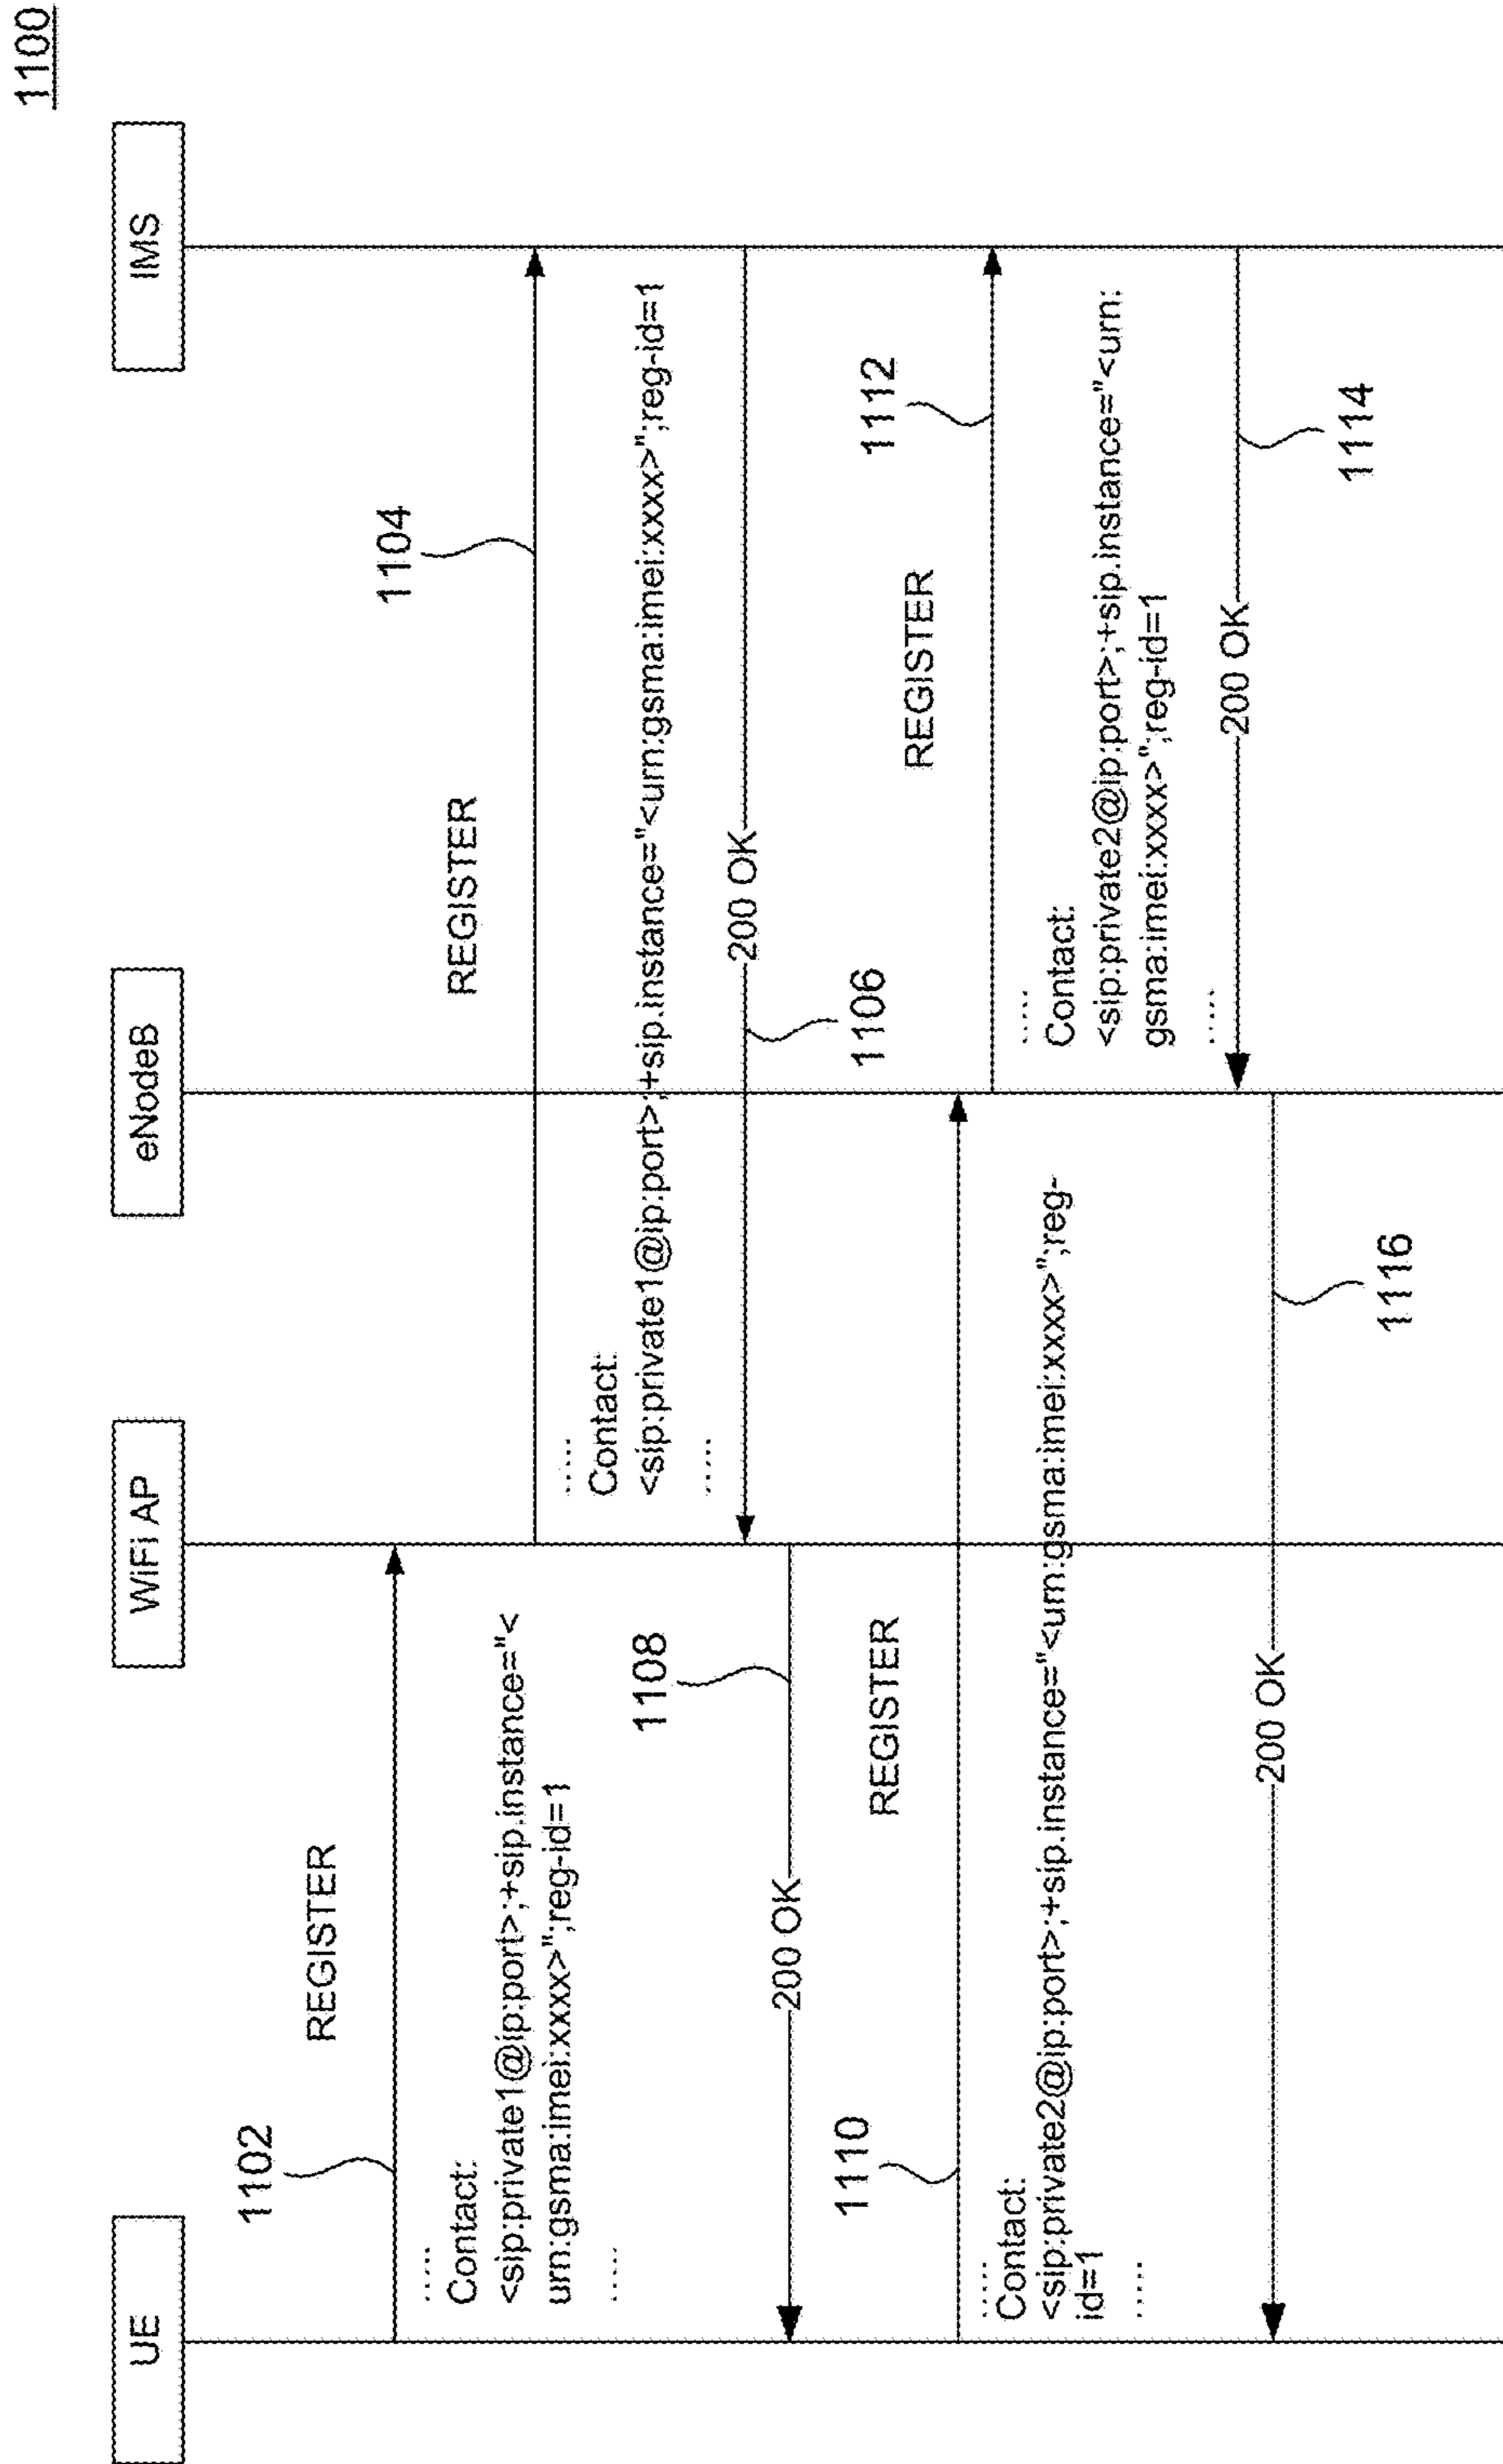 1100
UE
WiFi AP
eNodeB
IMS
1102
REGISTER
.....
Contact:
<sip:private1@ip:port>;+sip.instance="<
urn:gsma:imei:xxxx>";reg-id=1
.....
REGISTER
1104
.....
Contact:
<sip:private1@ip:port>;+sip.instance="<urn:gsma:imei:xxxx>";reg-id=1
.....
200 OK
1106
1108
200 OK
1110
REGISTER
.....
Contact:
<sip:private2@ip:port>;+sip.instance="<urn:gsma:imei:xxxx>";reg-
id=1
.....
REGISTER
1112
.....
Contact:
<sip:private2@ip:port>;+sip.instance="<urn:
gsma:imei:xxxx>";reg-id=1
.....
200 OK
1114
200 OK
1116